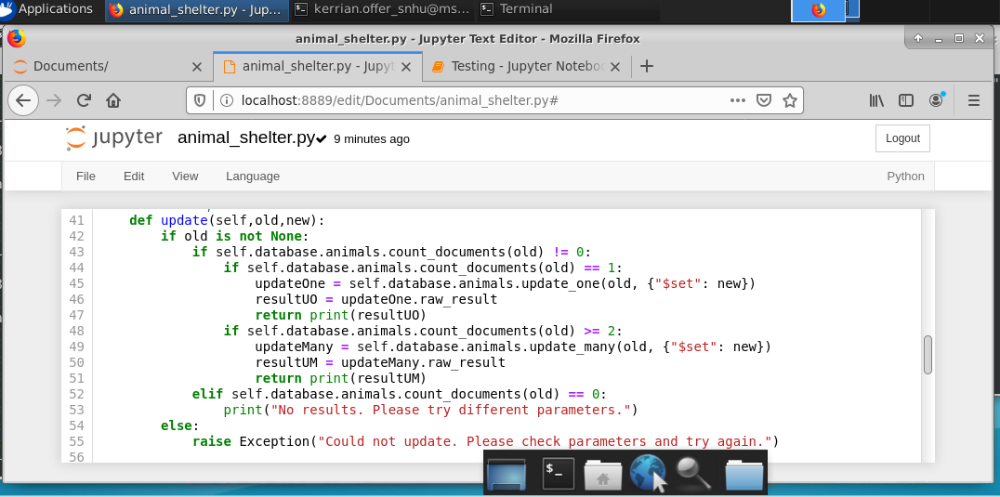 Applications animal_shelter.py - Jup... kerrian.offer_snhu@ms... Terminal
animal_shelter.py - Jupyter Text Editor - Mozilla Firefox
Documents/ animal_shelter.py - Jupyt Testing - Jupyter Noteboo
localhost:8889/edit/Documents/animal_shelter.py#
jupyter animal_shelter.py 9 minutes ago Logout
File Edit View Language Python
41 def update(self,old,new):
42 if old is not None:
43 if self.database.animals.count_documents(old) != 0:
44 if self.database.animals.count_documents(old) == 1:
45 updateOne = self.database.animals.update_one(old, {"$set": new})
46 resultUO = updateOne.raw_result
47 return print(resultUO)
48 if self.database.animals.count_documents(old) >= 2:
49 updateMany = self.database.animals.update_many(old, {"$set": new})
50 resultUM = updateMany.raw_result
51 return print(resultUM)
52 elif self.database.animals.count_documents(old) == 0:
53 print("No results. Please try different parameters.")
54 else:
55 raise Exception("Could not update. Please check parameters and try again.")
56
$_